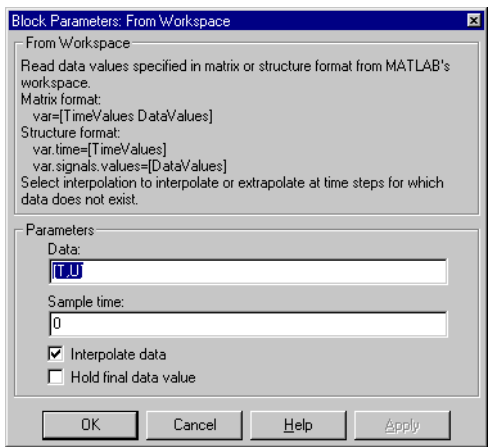 Block Parameters: From Workspace
From Workspace
Read data values specified in matrix or structure format from MATLAB's
workspace.
Matrix format:
var=[TimeValues DataValues]
Structure format:
var.time=[TimeValues]
var.signals.values=[DataValues]
Select interpolation to interpolate or extrapolate at time steps for which
data does not exist.
Parameters
Data:
[T,U]
Sample time:
0
Interpolate data
Hold final data value
OK Cancel Help Apply